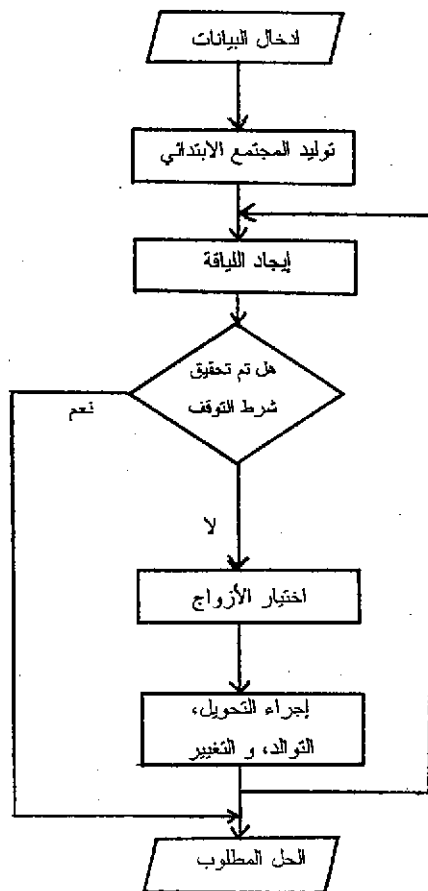 ادخال البيانات
توليد المجتمع الابتدائي
إيجاد اللياقة
هل تم تحقيق
شرط التوقف
نعم
لا
اختيار الأزواج
إجراء التحويل،
التوالد، و التغيير
الحل المطلوب